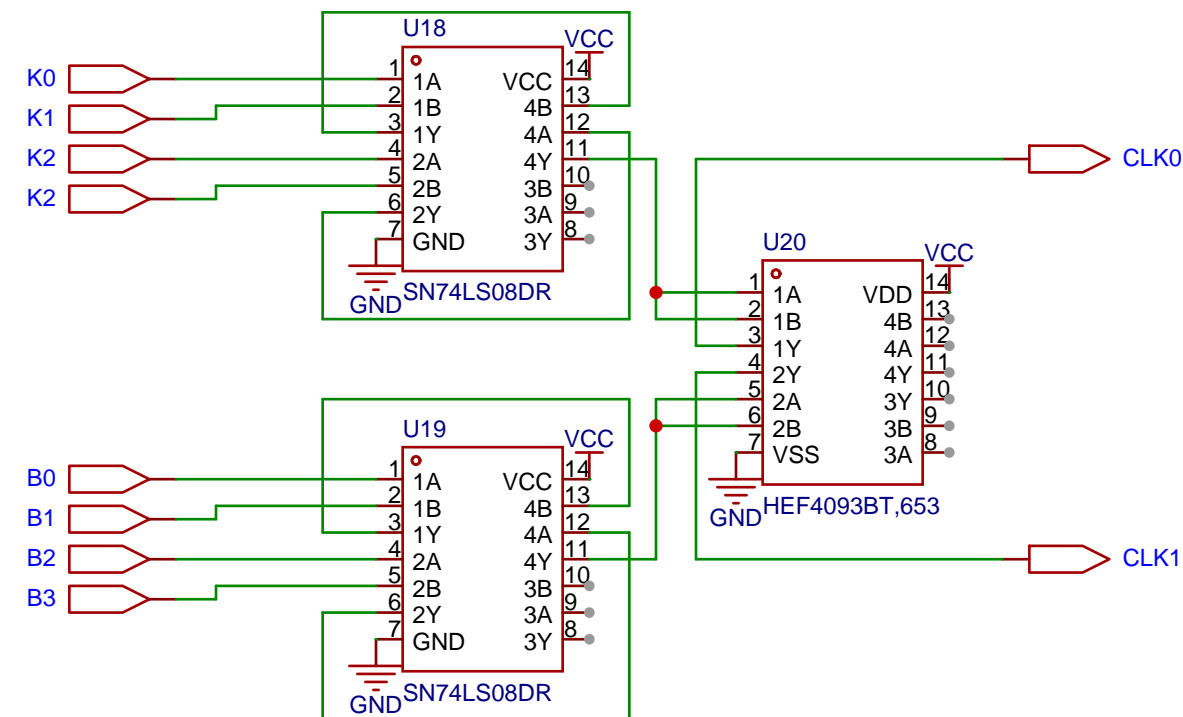 U18
VCC
K0
K1
K2
K2
1 1A VCC 14
2 1B 4B 13
3 1Y 4A 12
4 2A 4Y 11
5 2B 3B 10
6 2Y 3A 9
7 GND 3Y 8
GND
SN74LS08DR
CLK0
U20
VCC
1 1A VDD 14
2 1B 4B 13
3 1Y 4A 12
4 2Y 4Y 11
5 2A 3Y 10
6 2B 3B 9
7 VSS 3A 8
GND
HEF4093BT,653
U19
VCC
B0
B1
B2
B3
1 1A VCC 14
2 1B 4B 13
3 1Y 4A 12
4 2A 4Y 11
5 2B 3B 10
6 2Y 3A 9
7 GND 3Y 8
GND
SN74LS08DR
CLK1